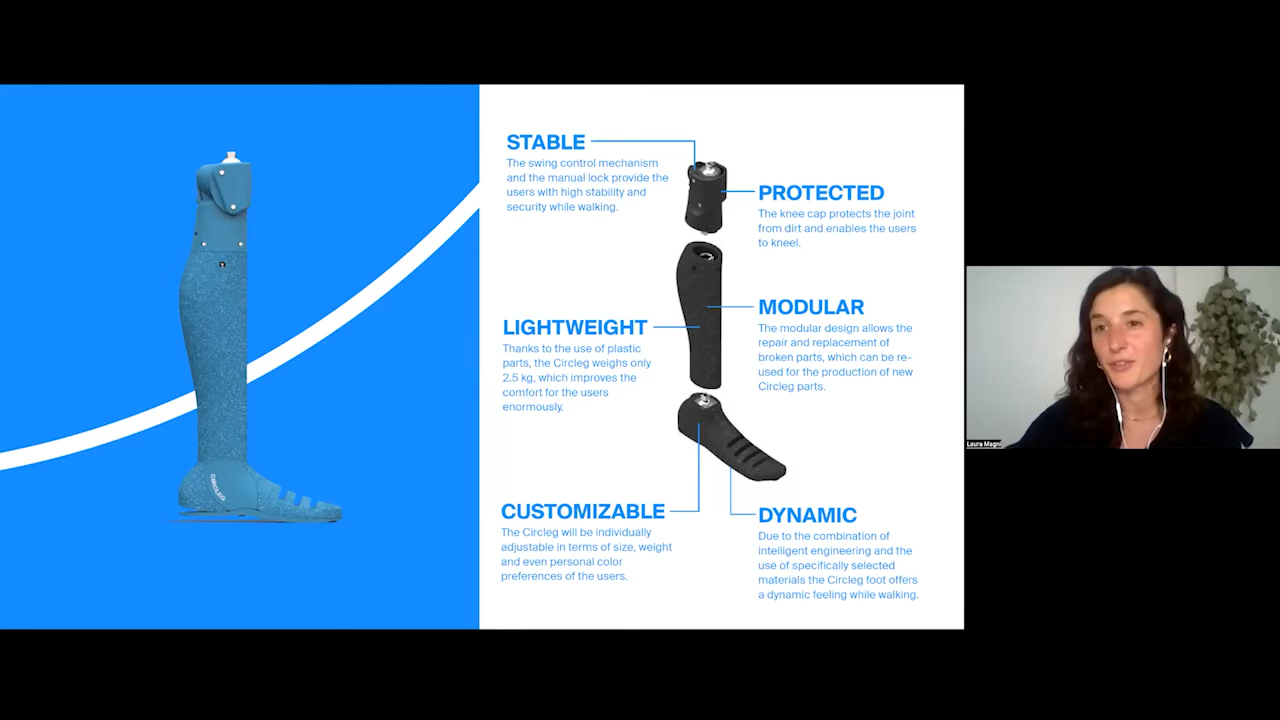 STABLE
The swing control mechanism
and the manual lock provide the
users with high stability and
security while walking.
PROTECTED
The knee cap protects the joint
from dirt and enables the users
to kneel.
MODULAR
The modular design allows the
repair and replacement of
broken parts, which can be re-
used for the production of new
Circleg parts.
LIGHTWEIGHT
Thanks to the use of plastic
parts, the Circleg weighs only
2.5 kg, which improves the
comfort for the users
enormously.
CUSTOMIZABLE
The Circleg will be individually
adjustable in terms of size, weight
and even personal color
preferences of the users.
DYNAMIC
Due to the combination of
intelligent engineering and the
use of specifically selected
materials the Circleg foot offers
a dynamic feeling while walking.
CIRCLEG
Laura Magni